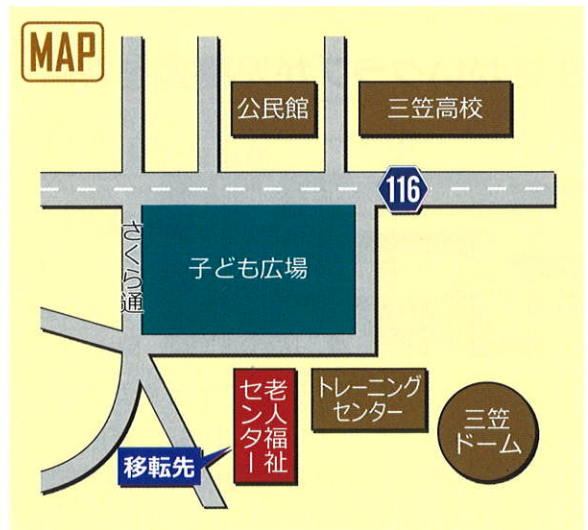 MAP
公民館
三笠高校
116
さくら通
子ども広場
老人福祉
センター
トレーニング
センター
三笠
ドーム
移転先